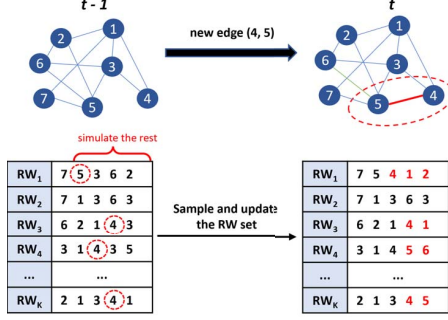 t - 1
t
new edge (4, 5)
1
2
3
4
5
6
7
1
2
3
4
5
6
7
simulate the rest
RW1 7 5 3 6 2
RW2 7 1 3 6 3
RW3 6 2 1 4 3
RW4 3 1 4 3 5
... ...
RWK 2 1 3 4 1
Sample and update
the RW set
RW1 7 5 4 1 2
RW2 7 1 3 6 3
RW3 6 2 1 4 1
RW4 3 1 4 5 6
... ...
RWK 2 1 3 4 5